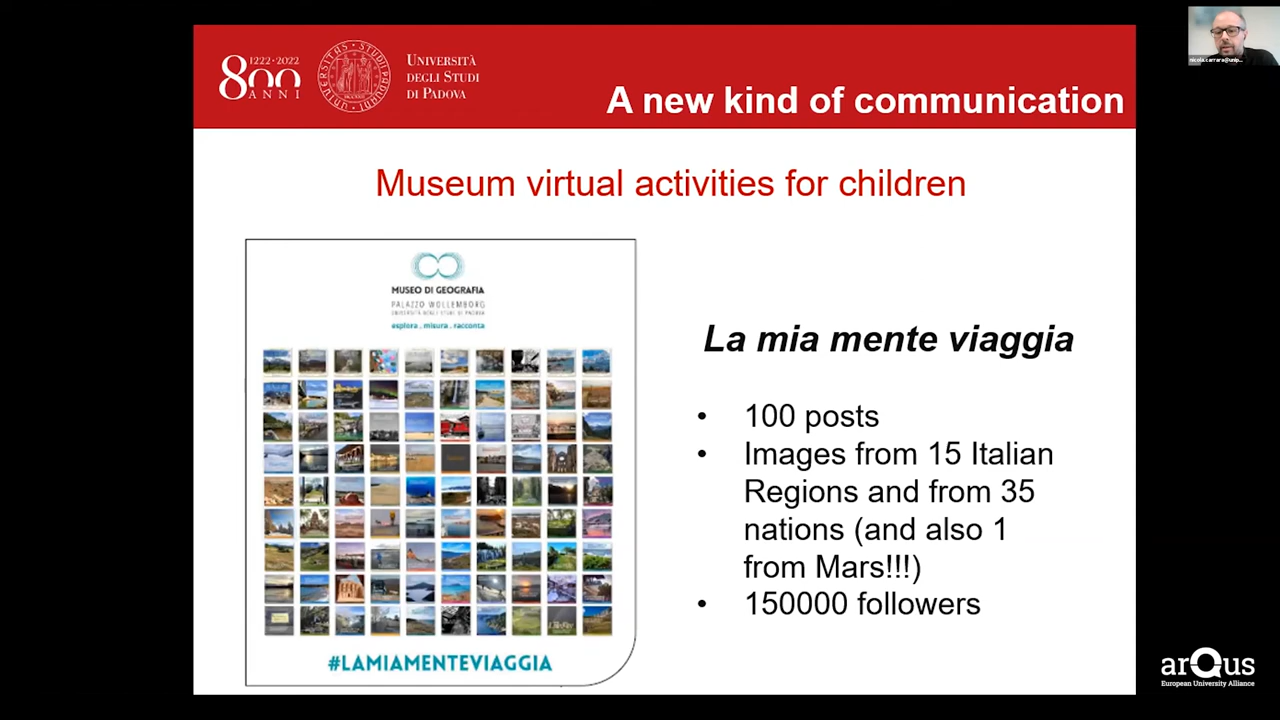 1222·2022
800
ANNI
UNIVERSITÀ
DEGLI STUDI
DI PADOVA
A new kind of communication
Museum virtual activities for children
MUSEO DI GEOGRAFIA
PALAZZO WOLLEMBORG
UNIVERSITÀ DEGLI STUDI DI PADOVA
esplora . misura . racconta
#LAMIAMENTEVIAGGIA
La mia mente viaggia
• 100 posts
• Images from 15 Italian
Regions and from 35
nations (and also 1
from Mars!!!)
• 150000 followers
nicola.carrara@unip...
arQus
European University Alliance